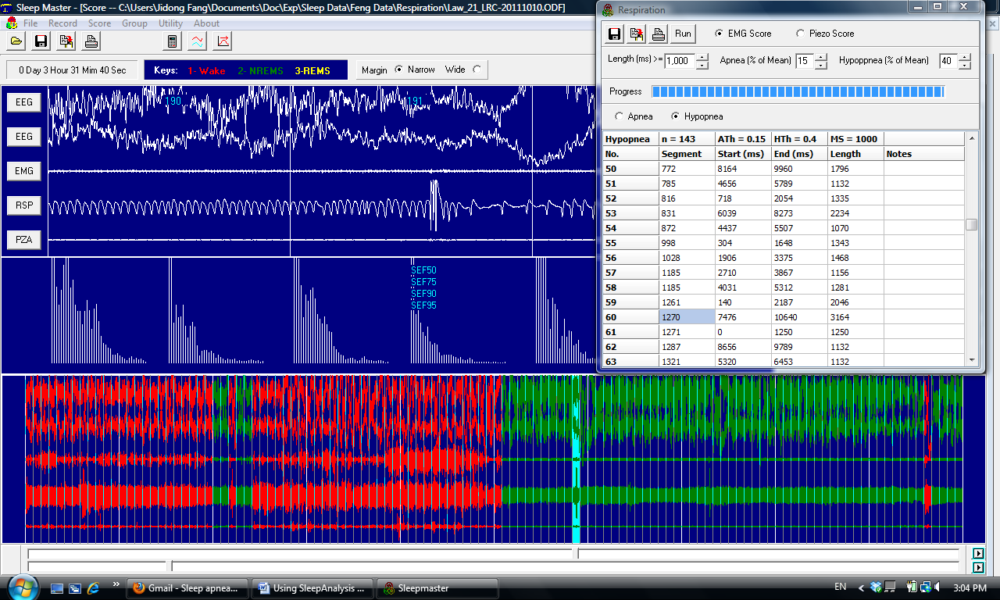 Sleep Master - [Score -- C:\Users\Jidong Fang\Documents\Doc\Exp\Sleep Data\Feng Data\Respiration\Law_21_LRC-20111010.ODF]
File Record Score Group Utility About
0 Day 3 Hour 31 Min 40 Sec
Keys: 1- Wake 2- NREMS 3-REMS
Margin Narrow Wide
EEG
EEG
EMG
RSP
PZA
190
191
SEF50
SEF75
SEF90
SEF95
Respiration
Run EMG Score Piezo Score
Length (ms) >= 1,000 Apnea (% of Mean) 15 Hypoppnea (% of Mean) 40
Progress
Apnea Hypopnea
Hypopnea n = 143 ATh = 0.15 HTh = 0.4 MS = 1000
No. Segment Start (ms) End (ms) Length Notes
50 772 8164 9960 1796
51 785 4656 5789 1132
52 816 718 2054 1335
53 831 6039 8273 2234
54 872 4437 5507 1070
55 998 304 1648 1343
56 1028 1906 3375 1468
57 1185 2710 3867 1156
58 1185 4031 5312 1281
59 1261 140 2187 2046
60 1270 7476 10640 3164
61 1271 0 1250 1250
62 1287 8656 9789 1132
63 1321 5320 6453 1132
Gmail - Sleep apnea...
Using SleepAnalysis ...
Sleepmaster
EN
3:04 PM